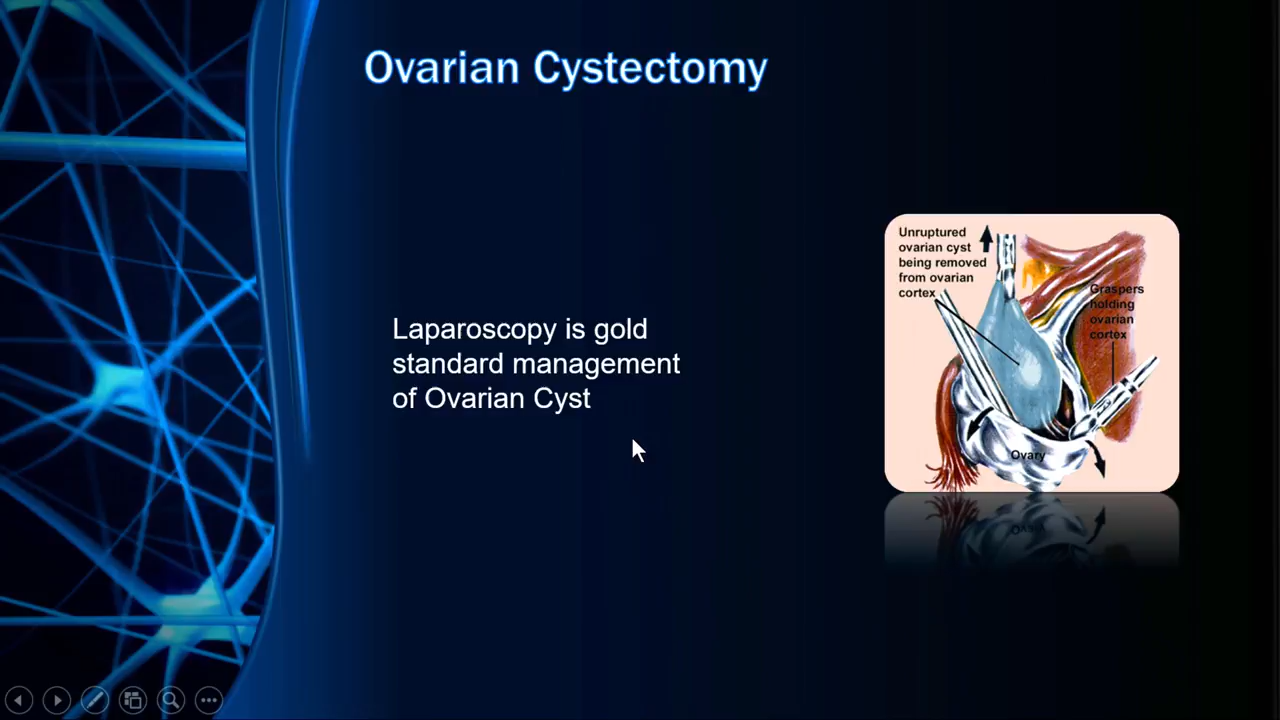 Ovarian Cystectomy
Laparoscopy is gold
standard management
of Ovarian Cyst
Unruptured
ovarian cyst
being removed
from ovarian
cortex
Graspers
holding
ovarian
cortex
Ovary